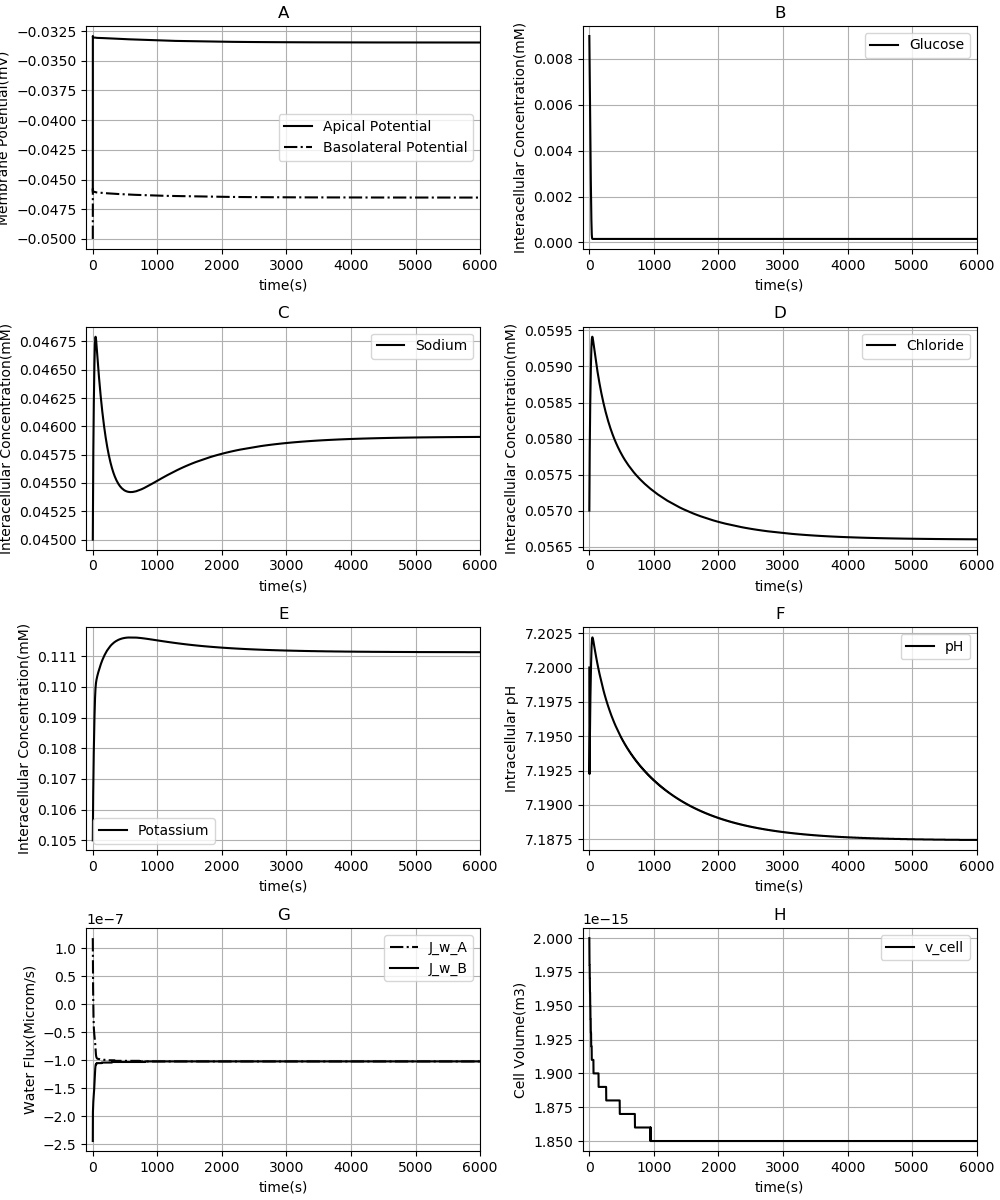 A
Membrane Potential(mV)
−0.0325
−0.0350
−0.0375
−0.0400
−0.0425
−0.0450
−0.0475
−0.0500
Apical Potential
Basolateral Potential
0 1000 2000 3000 4000 5000 6000
time(s)
B
Interacellular Concentration(mM)
0.008
0.006
0.004
0.002
0.000
Glucose
0 1000 2000 3000 4000 5000 6000
time(s)
C
Interacellular Concentration(mM)
0.04675
0.04650
0.04625
0.04600
0.04575
0.04550
0.04525
0.04500
Sodium
0 1000 2000 3000 4000 5000 6000
time(s)
D
Interacellular Concentration(mM)
0.0595
0.0590
0.0585
0.0580
0.0575
0.0570
0.0565
Chloride
0 1000 2000 3000 4000 5000 6000
time(s)
E
Interacellular Concentration(mM)
0.111
0.110
0.109
0.108
0.107
0.106
0.105
Potassium
0 1000 2000 3000 4000 5000 6000
time(s)
F
Intracellular pH
7.2025
7.2000
7.1975
7.1950
7.1925
7.1900
7.1875
pH
0 1000 2000 3000 4000 5000 6000
time(s)
G
1e−7
Water Flux(Microm/s)
1.0
0.5
0.0
−0.5
−1.0
−1.5
−2.0
−2.5
J_w_A
J_w_B
0 1000 2000 3000 4000 5000 6000
time(s)
H
1e−15
Cell Volume(m3)
2.000
1.975
1.950
1.925
1.900
1.875
1.850
v_cell
0 1000 2000 3000 4000 5000 6000
time(s)